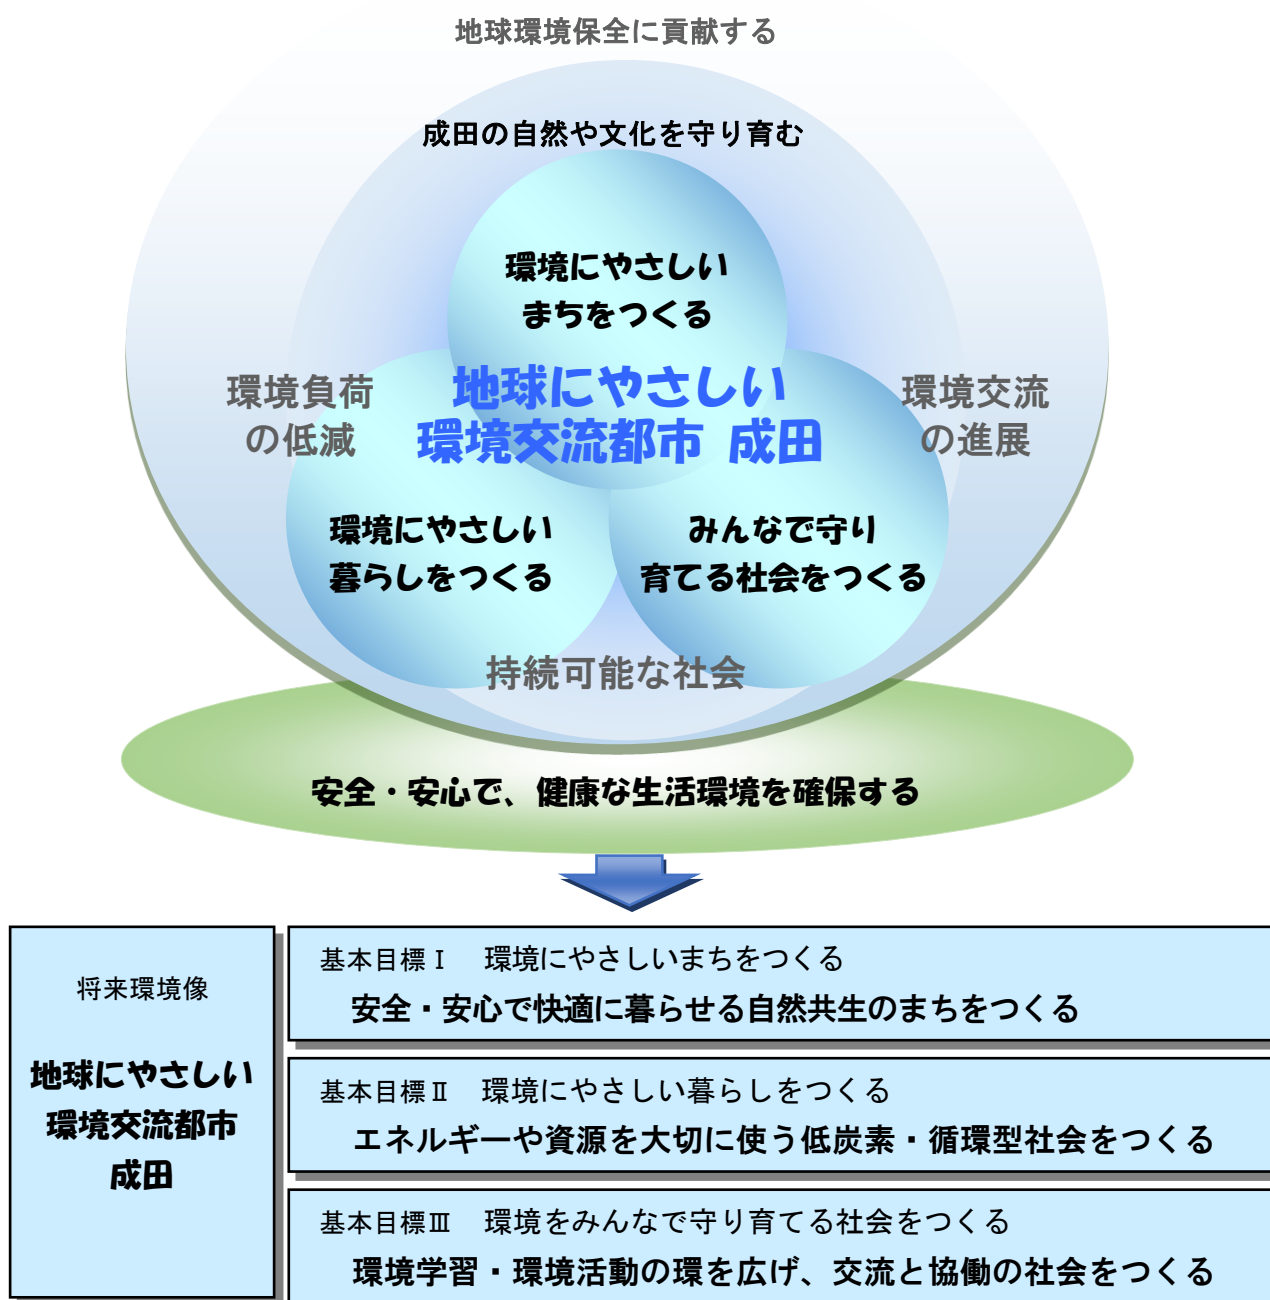 地球環境保全に貢献する
成田の自然や文化を守り育む
環境にやさしい
まちをつくる
環境負荷
の低減
地球にやさしい
環境交流都市 成田
環境交流
の進展
環境にやさしい
暮らしをつくる
みんなで守り
育てる社会をつくる
持続可能な社会
安全・安心で、健康な生活環境を確保する
将来環境像
地球にやさしい
環境交流都市
成田
基本目標Ⅰ 環境にやさしいまちをつくる
安全・安心で快適に暮らせる自然共生のまちをつくる
基本目標Ⅱ 環境にやさしい暮らしをつくる
エネルギーや資源を大切に使う低炭素・循環型社会をつくる
基本目標Ⅲ 環境をみんなで守り育てる社会をつくる
環境学習・環境活動の環を広げ、交流と協働の社会をつくる